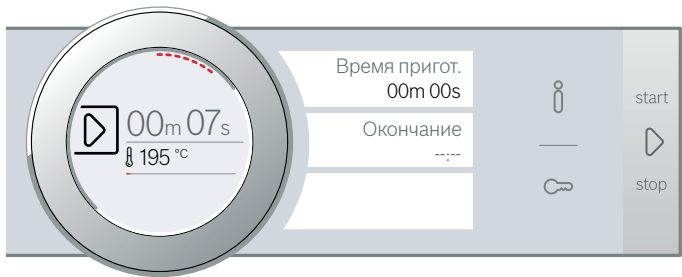 00m 07s
195 °C
Время пригот.
00m 00s
Окончание
--:--
start
stop